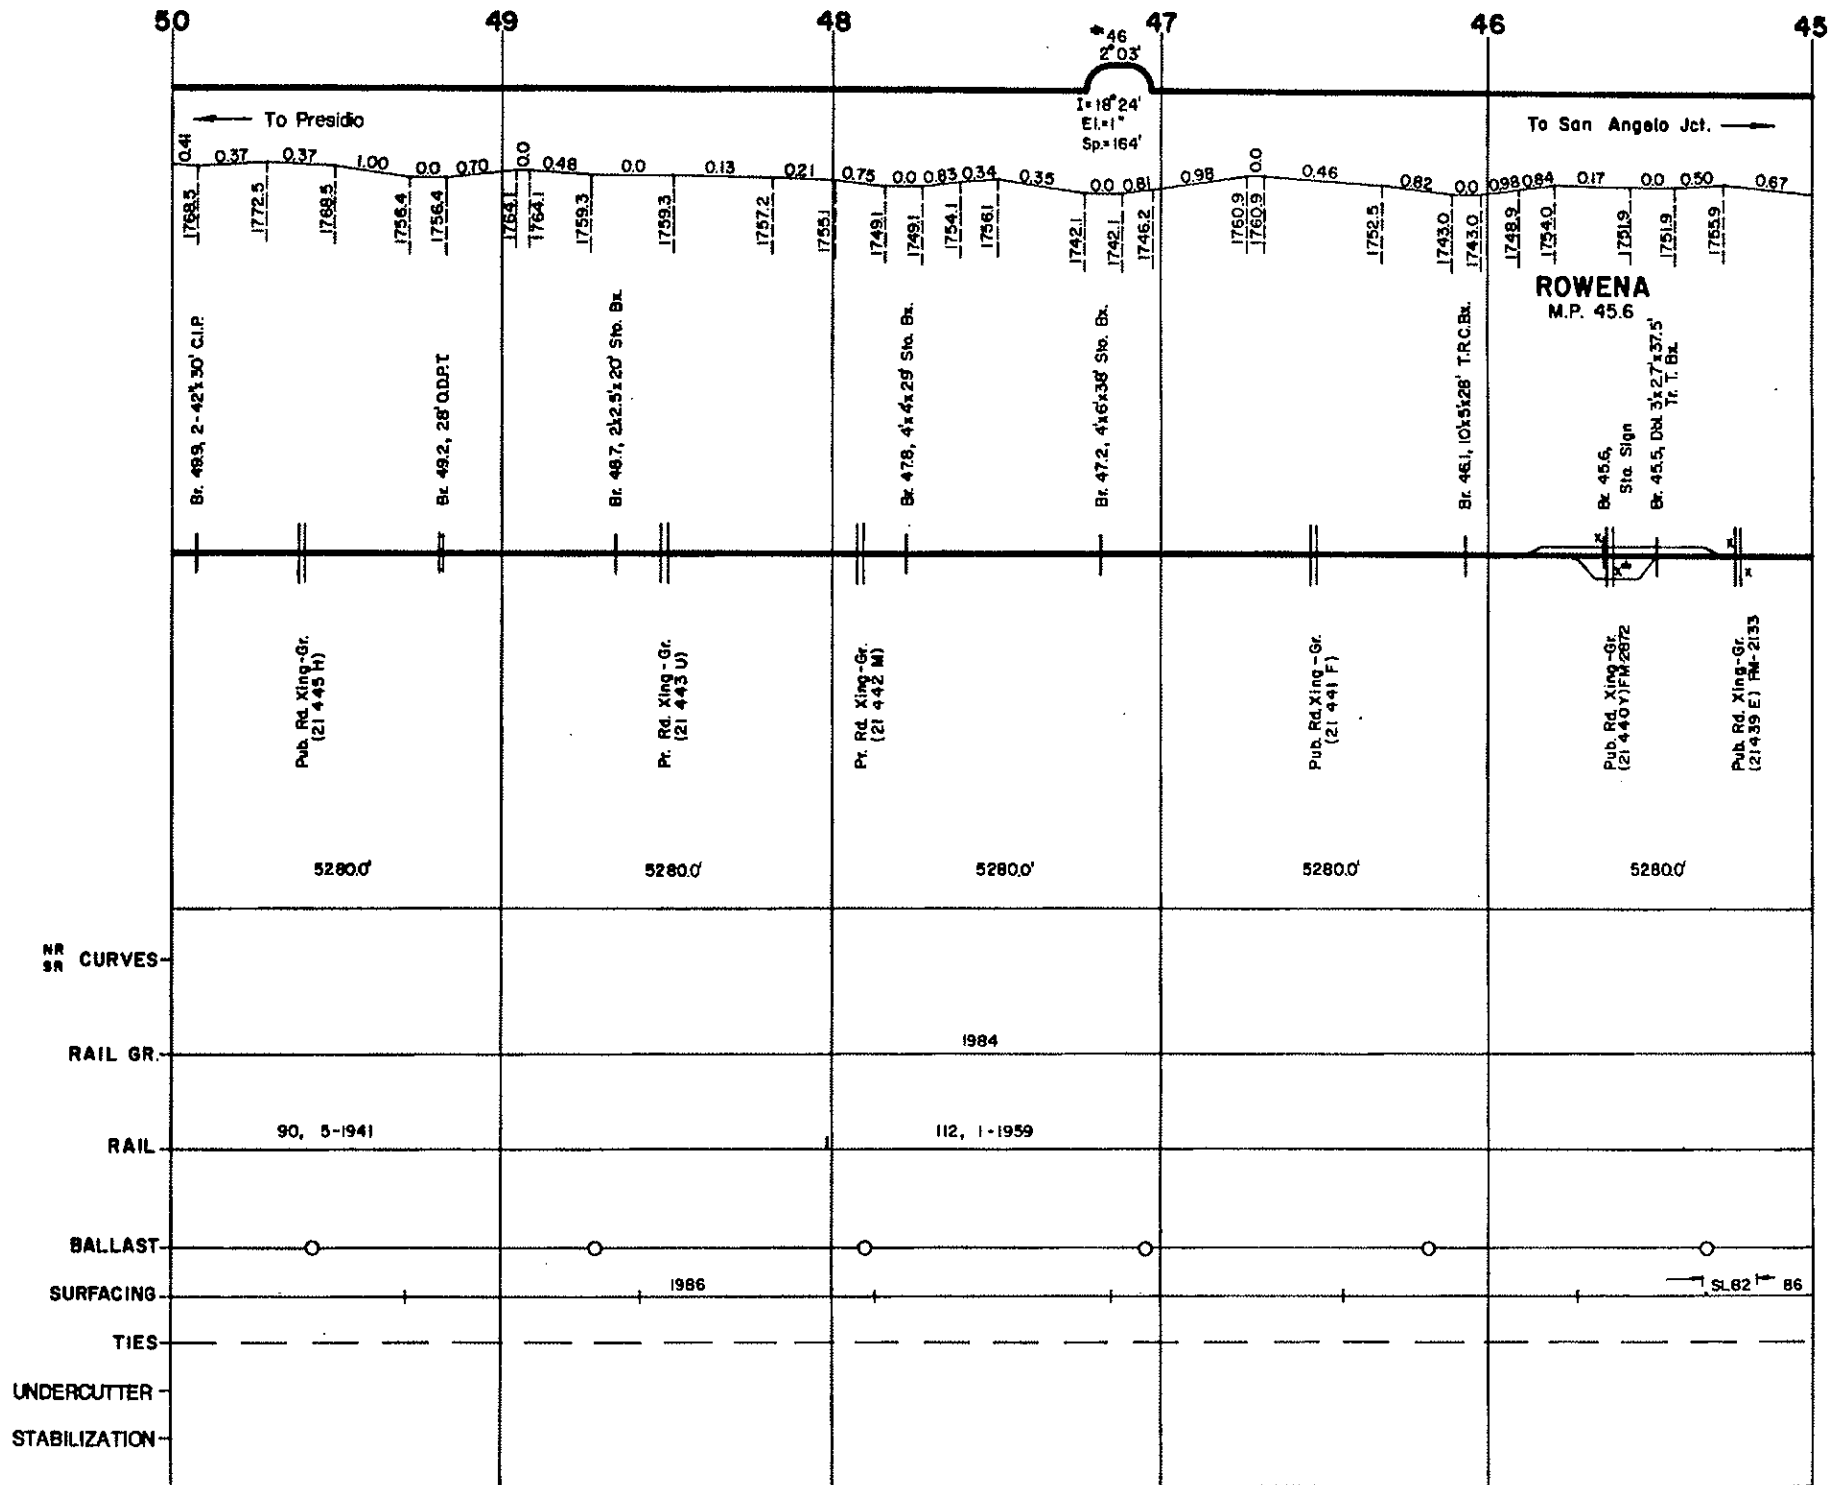 50 49 48 47 46 45
*46
2°03'
I=18°24'
El.=1"
Sp.=164'
To Presidio
To San Angelo Jct.
0.41 0.37 0.37 1.00 0.0 0.70 0.0 0.48 0.0 0.13 0.21 0.75 0.0 0.83 0.34 0.35 0.0 0.81 0.98 0.0 0.46 0.82 0.0 0.98 0.84 0.17 0.0 0.50 0.67
1768.5 1772.5 1768.5 1756.4 1756.4 1764.1 1764.1 1759.3 1759.3 1757.2 1755.1 1749.1 1749.1 1754.1 1756.1 1742.1 1742.1 1746.2 1760.9 1760.9 1752.5 1743.0 1743.0 1748.9 1754.0 1751.9 1751.9 1755.9
ROWENA
M.P. 45.6
Br. 49.9, 2-42"x30' C.I.P.
Br. 49.2, 28' O.D.P.T.
Br. 48.7, 2'x2.5'x20' Sto. Bx.
Br. 47.8, 4'x4'x29' Sto. Bx.
Br. 47.2, 4'x6'x38' Sto. Bx.
Br. 46.1, 10'x5'x28' T.R.C.Bx.
Br. 45.6,
Sta. Sign
Br. 45.5, Dbl. 3'x2.7'x37.5'
Tr. T. Bx.
x x x x
Pub. Rd. Xing-Gr.
(21 445 H)
Pr. Rd. Xing-Gr.
(21 443 U)
Pr. Rd. Xing-Gr.
(21 442 M)
Pub. Rd. Xing-Gr.
(21 441 F)
Pub. Rd. Xing-Gr.
(21 440 Y) FM-2872
Pub. Rd. Xing-Gr.
(21 439 E) FM-2133
5280.0' 5280.0' 5280.0' 5280.0' 5280.0'
NR
SR CURVES
RAIL GR. 1984
RAIL 90, 5-1941 112, 1-1959
BALLAST
SURFACING 1986 SL82 86
TIES
UNDERCUTTER
STABILIZATION